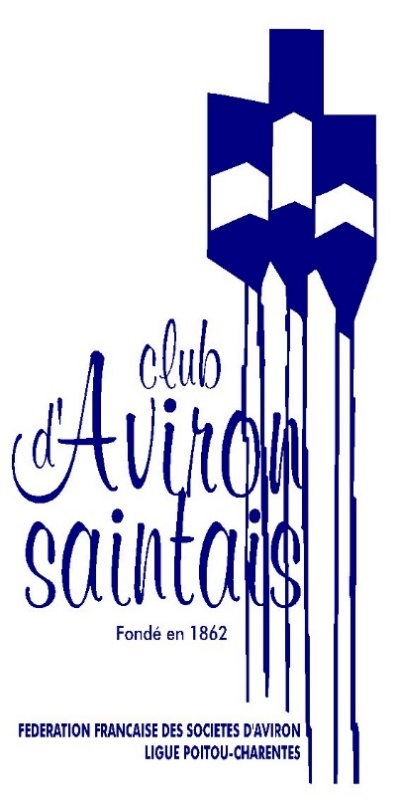 club
d'Aviron
saintais
Fondé en 1862
FEDERATION FRANCAISE DES SOCIETES D'AVIRON
LIGUE POITOU-CHARENTES